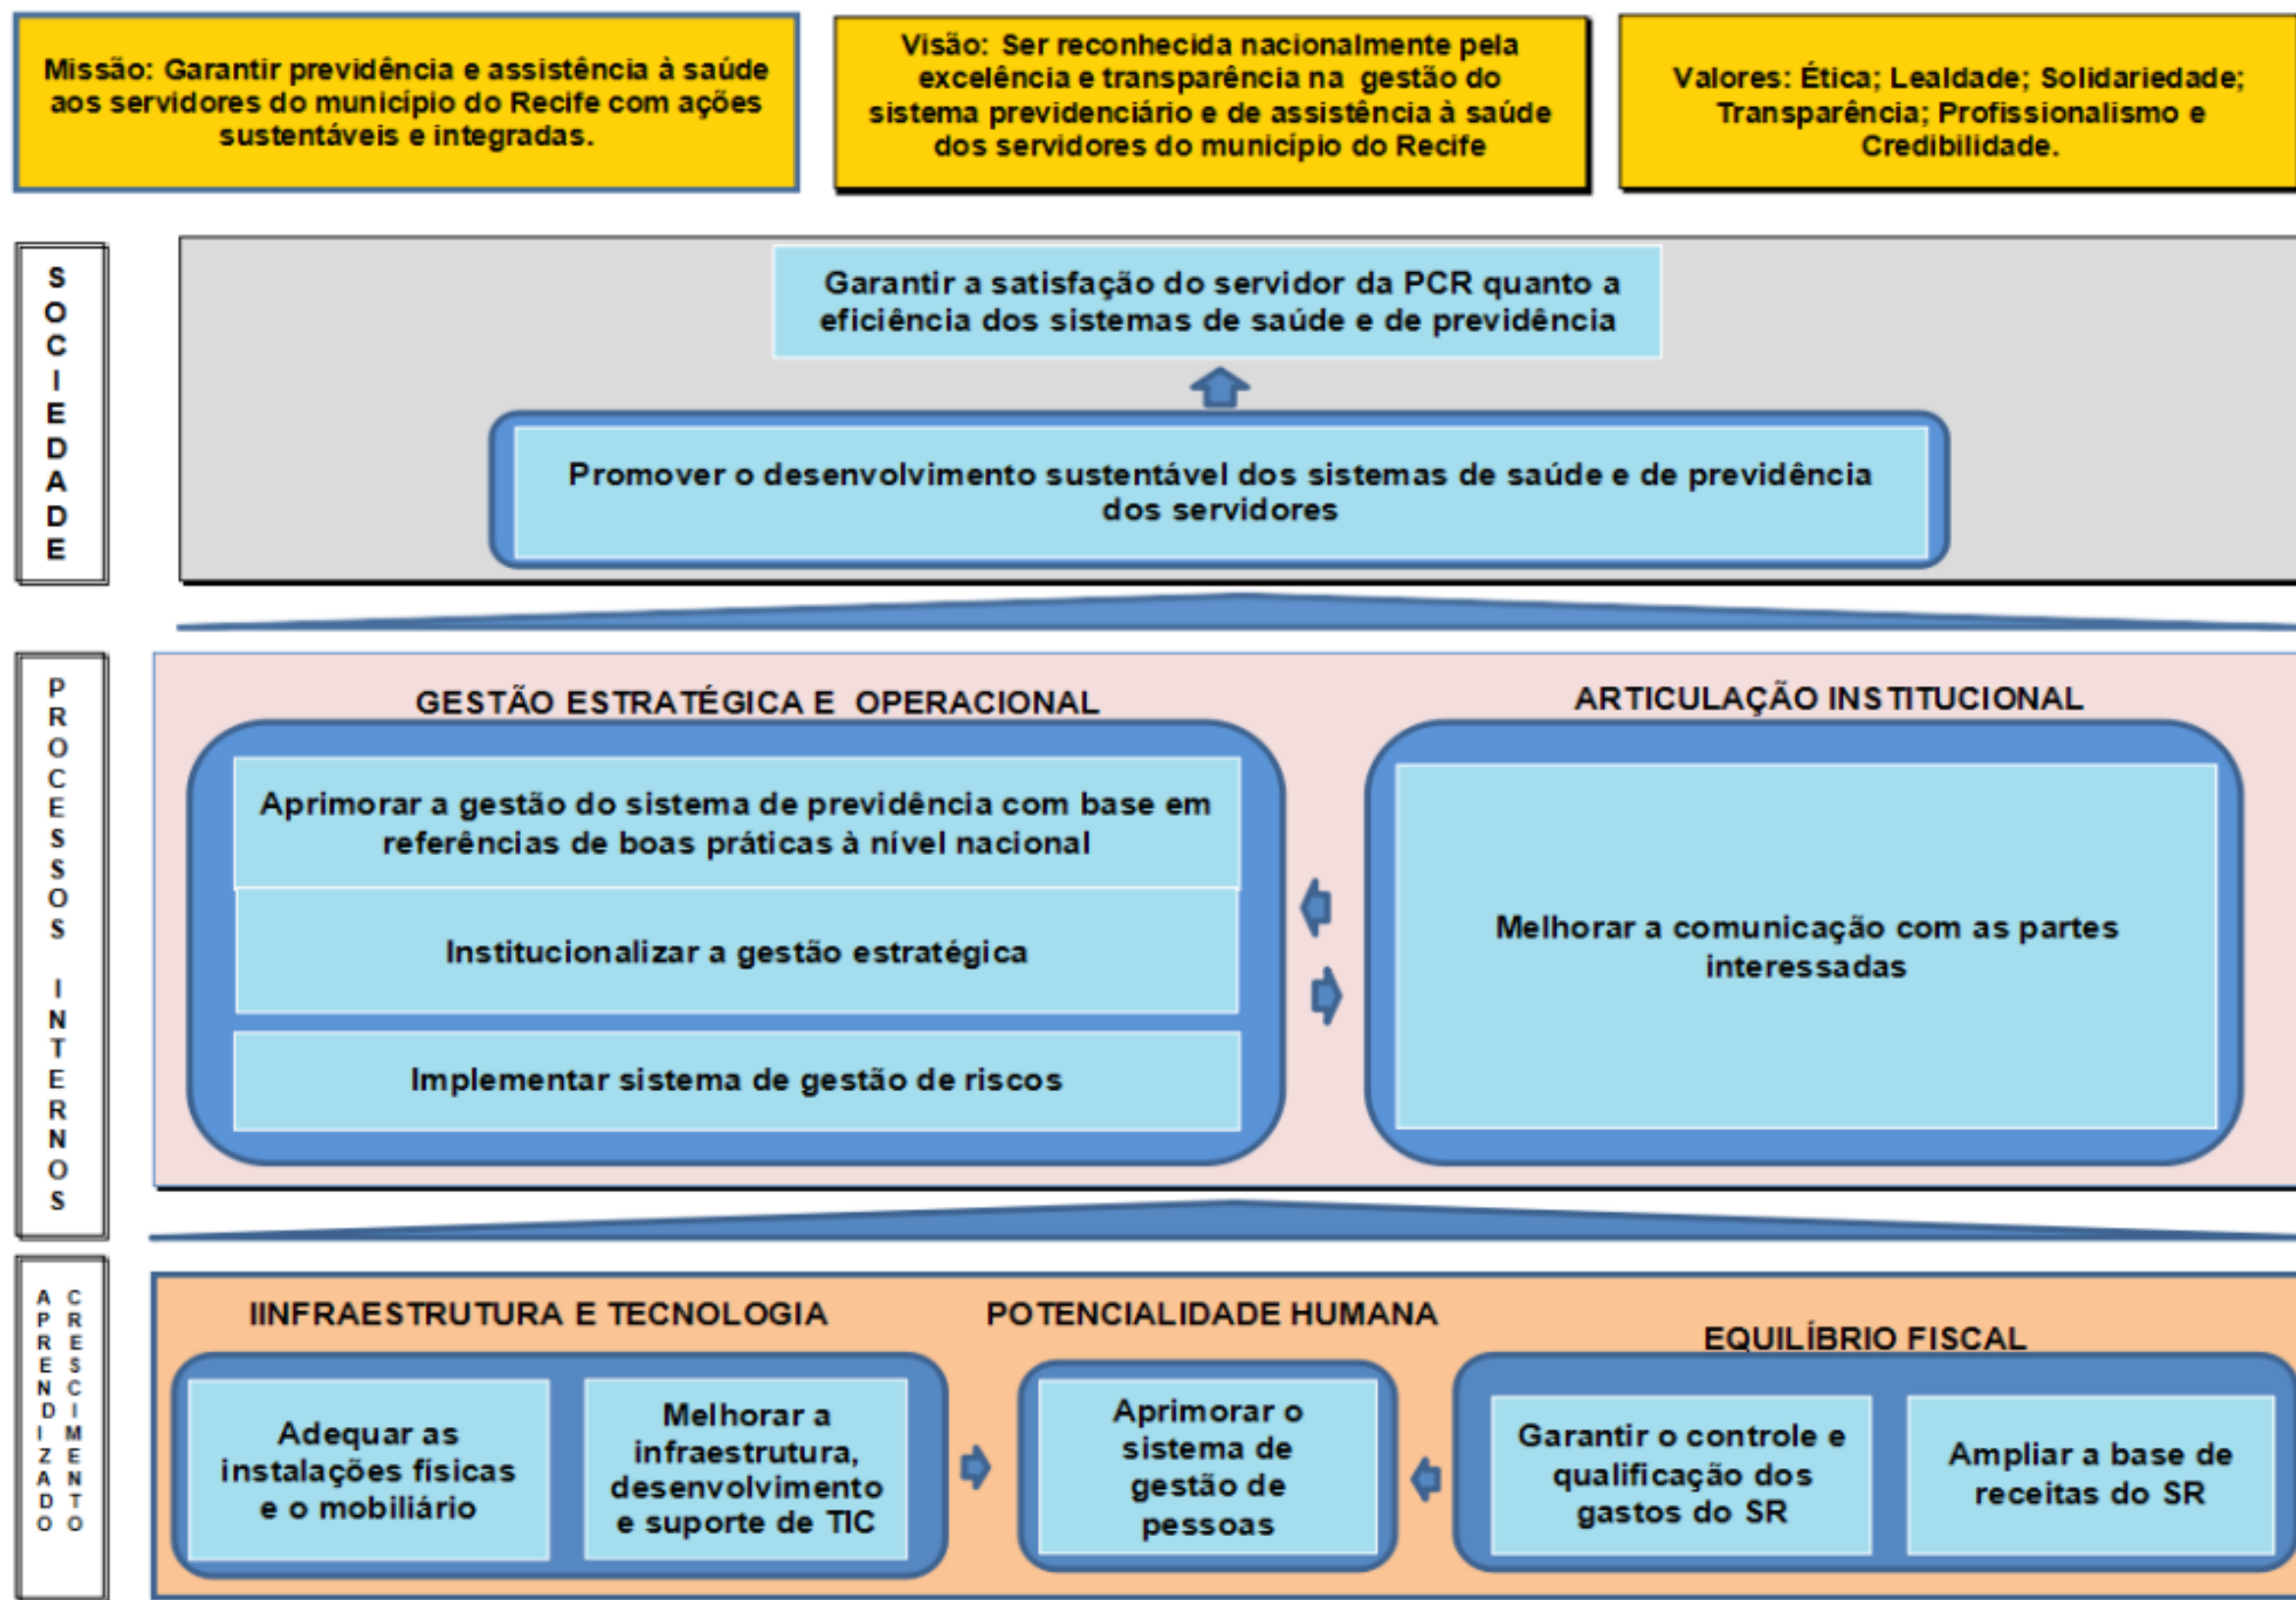 Missão: Garantir previdência e assistência à saúde
aos servidores do município do Recife com ações
sustentáveis e integradas.
Visão: Ser reconhecida nacionalmente pela
excelência e transparência na gestão do
sistema previdenciário e de assistência à saúde
dos servidores do município do Recife
Valores: Ética; Lealdade; Solidariedade;
Transparência; Profissionalismo e
Credibilidade.
SOCIEDADE
Garantir a satisfação do servidor da PCR quanto a
eficiência dos sistemas de saúde e de previdência
Promover o desenvolvimento sustentável dos sistemas de saúde e de previdência
dos servidores
PROCESSOS INTERNOS
GESTÃO ESTRATÉGICA E OPERACIONAL
Aprimorar a gestão do sistema de previdência com base em
referências de boas práticas à nível nacional
Institucionalizar a gestão estratégica
Implementar sistema de gestão de riscos
ARTICULAÇÃO INSTITUCIONAL
Melhorar a comunicação com as partes
interessadas
APRENDIZADO
CRESCIMENTO
IINFRAESTRUTURA E TECNOLOGIA
Adequar as
instalações físicas
e o mobiliário
Melhorar a
infraestrutura,
desenvolvimento
e suporte de TIC
POTENCIALIDADE HUMANA
Aprimorar o
sistema de
gestão de
pessoas
EQUILÍBRIO FISCAL
Garantir o controle e
qualificação dos
gastos do SR
Ampliar a base de
receitas do SR